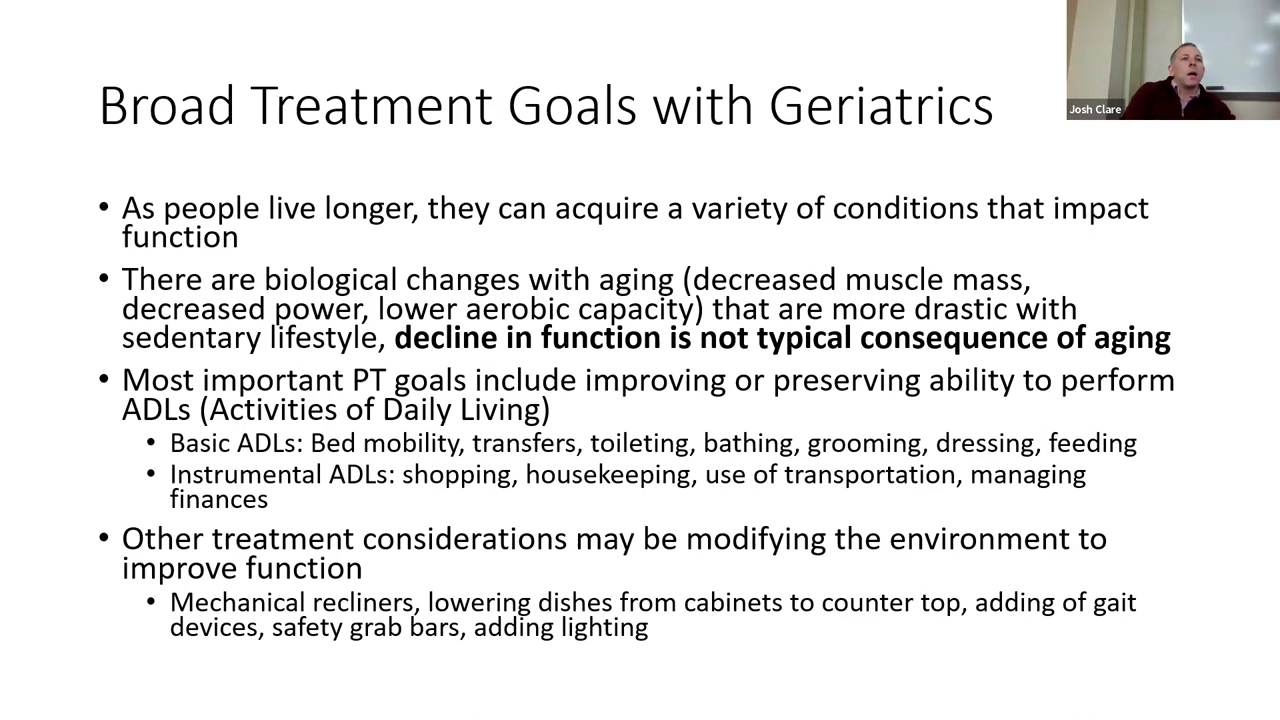 Broad Treatment Goals with Geriatrics
Josh Clare
• As people live longer, they can acquire a variety of conditions that impact
function
• There are biological changes with aging (decreased muscle mass,
decreased power, lower aerobic capacity) that are more drastic with
sedentary lifestyle, decline in function is not typical consequence of aging
• Most important PT goals include improving or preserving ability to perform
ADLs (Activities of Daily Living)
• Basic ADLs: Bed mobility, transfers, toileting, bathing, grooming, dressing, feeding
• Instrumental ADLs: shopping, housekeeping, use of transportation, managing
finances
• Other treatment considerations may be modifying the environment to
improve function
• Mechanical recliners, lowering dishes from cabinets to counter top, adding of gait
devices, safety grab bars, adding lighting